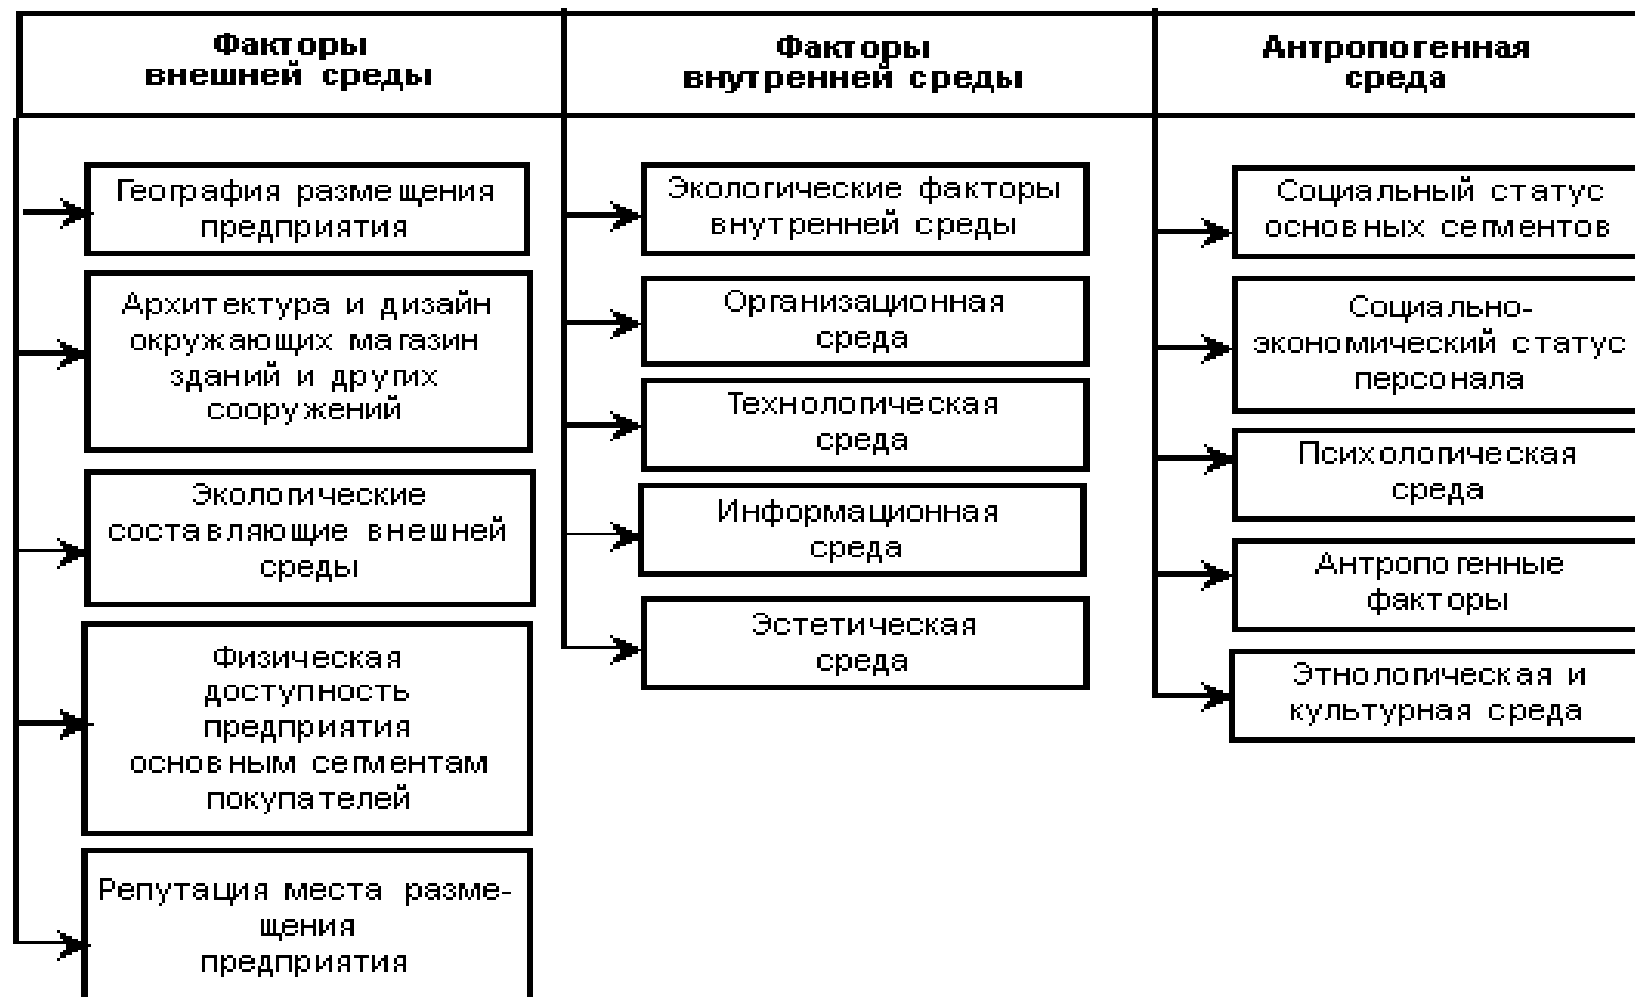 Факторы
внешней среды
Факторы
внутренней среды
Антропогенная
среда
География размещения
предприятия
Архитектура и дизайн
окружающих магазин
зданий и других
сооружений
Экологические
составляющие внешней
среды
Физическая
доступность
предприятия
основным сегментам
покупателей
Репутация места разме-
щения
предприятия
Экологические факторы
внутренней среды
Организационная
среда
Технологическая
среда
Информационная
среда
Эстетическая
среда
Социальный статус
основных сегментов
Социально-
экономический статус
персонала
Психологическая
среда
Антропогенные
факторы
Этнологическая и
культурная среда